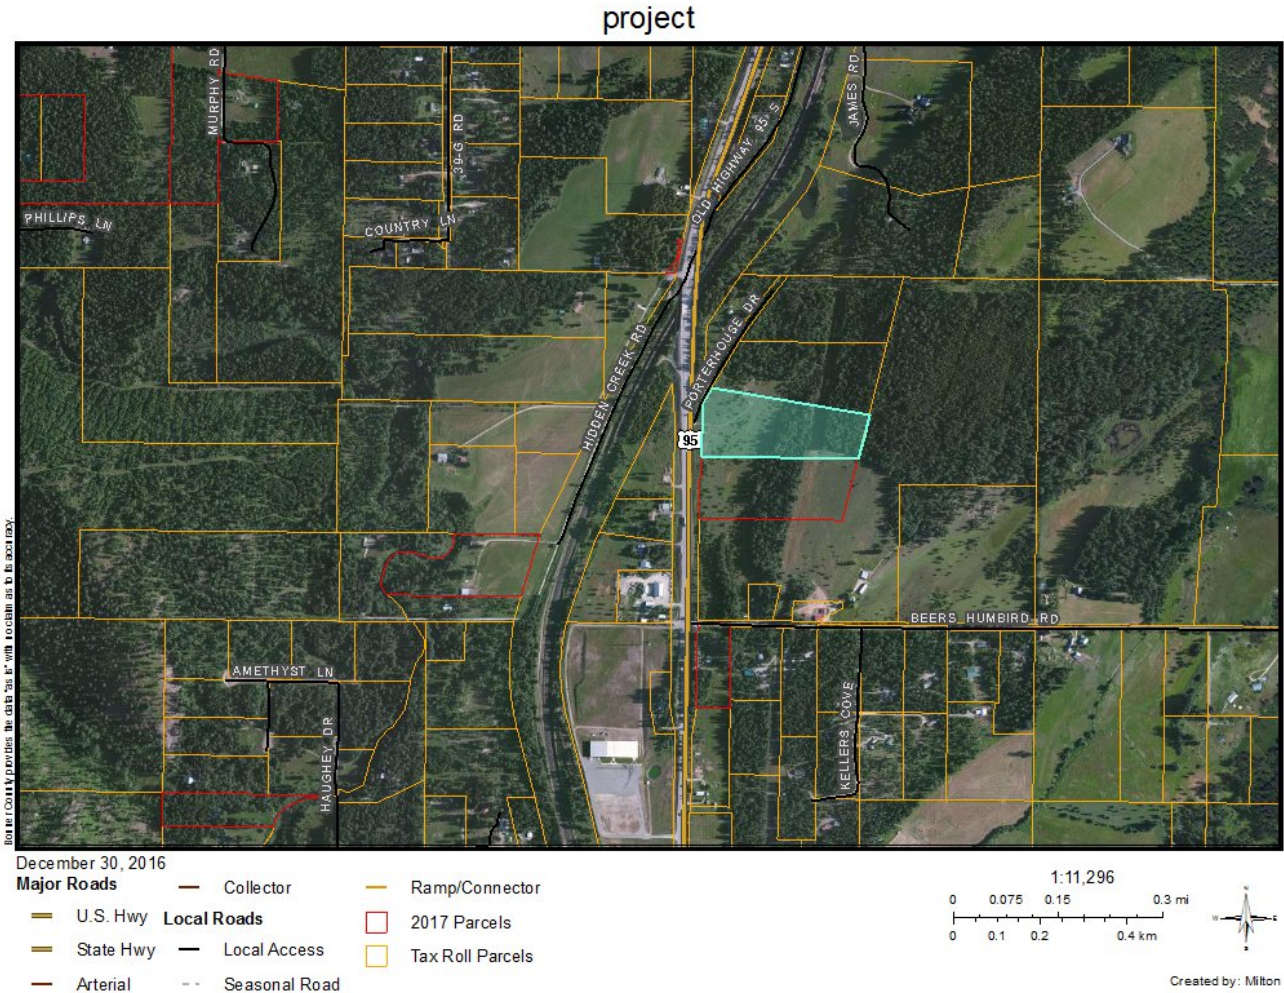 project
MURPHY RD
39-G RD
OLD HIGHWAY 95 S
JAMES RD
PHILLIPS LN
COUNTRY LN
HIDDEN CREEK RD
PORTERHOUSE DR
95
BEERS HUMBIRD RD
AMETHYST LN
HAUGHEY DR
KELLERS COVE
Bonner County provides the data "as is" with no claim as to its accuracy.
December 30, 2016
Major Roads
U.S. Hwy
State Hwy
Arterial
Collector
Local Roads
Local Access
Seasonal Road
Ramp/Connector
2017 Parcels
Tax Roll Parcels
1:11,296
0 0.075 0.15 0.3 mi
0 0.1 0.2 0.4 km
Created by: Milton